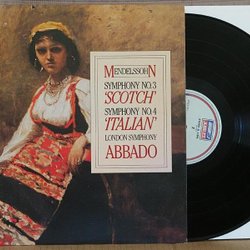 MENDELSSOHN
SYMPHONY NO.3
'SCOTCH'
SYMPHONY NO.4
'ITALIAN'
LONDON SYMPHONY
ABBADO